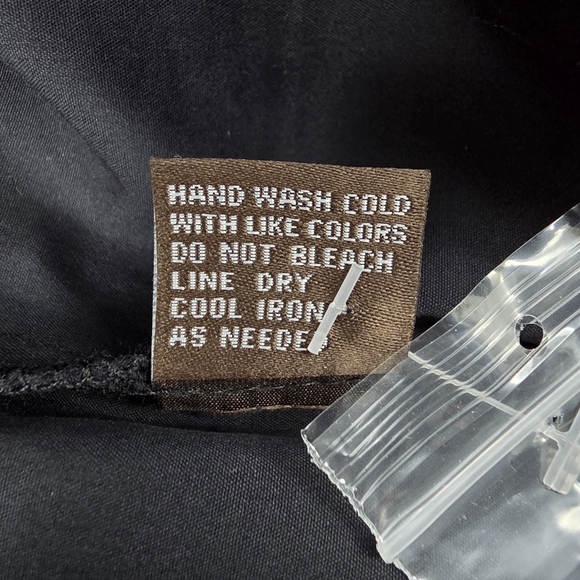 HAND WASH COLD
WITH LIKE COLORS
DO NOT BLEACH
LINE DRY
COOL IRON
AS NEEDED